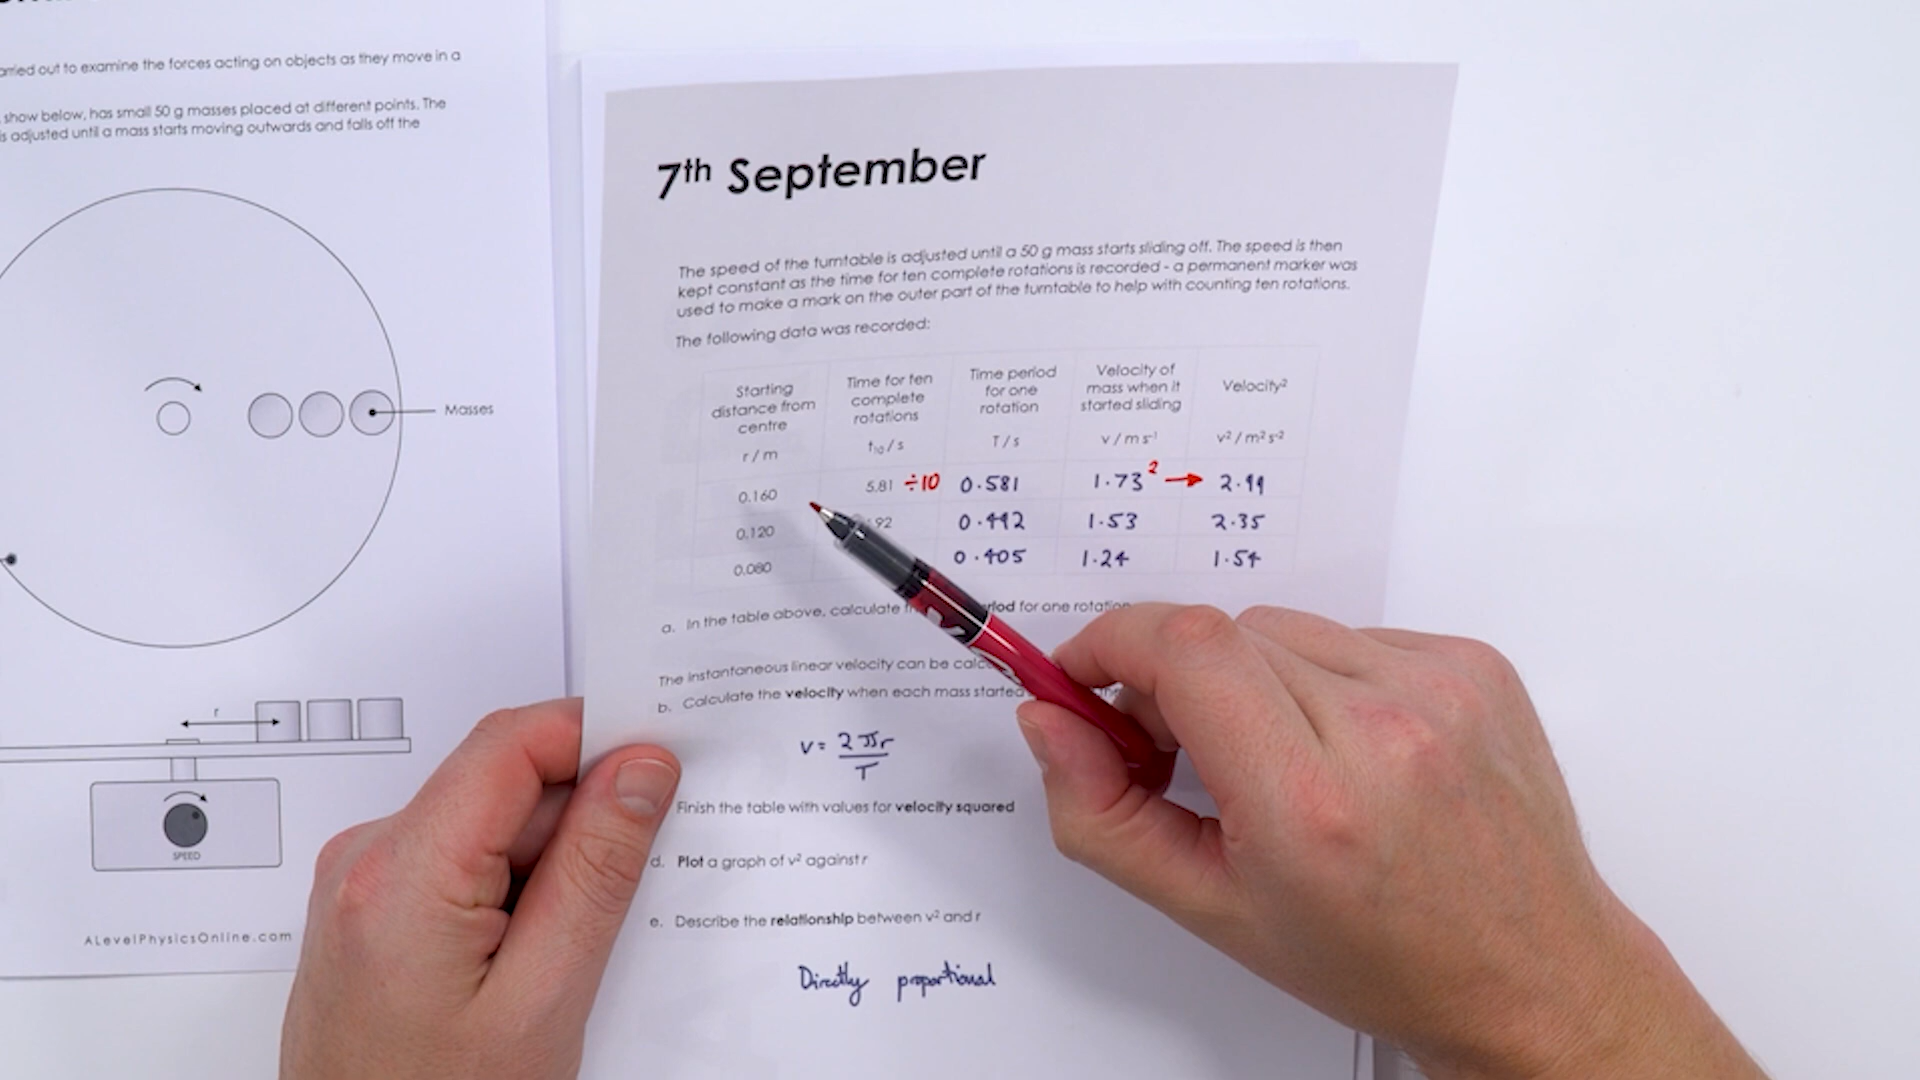 arried out to examine the forces acting on objects as they move in a
show below, has small 50 g masses placed at different points. The
is adjusted until a mass starts moving outwards and falls off the
Masses
r
SPEED
ALevelPhysicsOnline.com
7th September
The speed of the turntable is adjusted until a 50 g mass starts sliding off. The speed is then
kept constant as the time for ten complete rotations is recorded - a permanent marker was
used to make a mark on the outer part of the turntable to help with counting ten rotations.
The following data was recorded:
Starting distance from centre r / m
Time for ten complete rotations t10 / s
Time period for one rotation T / s
Velocity of mass when it started sliding v / m s-1
Velocity² v² / m² s-2
0.160 5.81 ÷10 0.581 1.73 ² → 2.99
0.120 92 0.492 1.53 2.35
0.080 0.405 1.24 1.54
a. In the table above, calculate for one rotation
The instantaneous linear velocity can be
b. Calculate the velocity when each mass started
v = 2πr
T
Finish the table with values for velocity squared
d. Plot a graph of v² against r
e. Describe the relationship between v² and r
Directly proportional